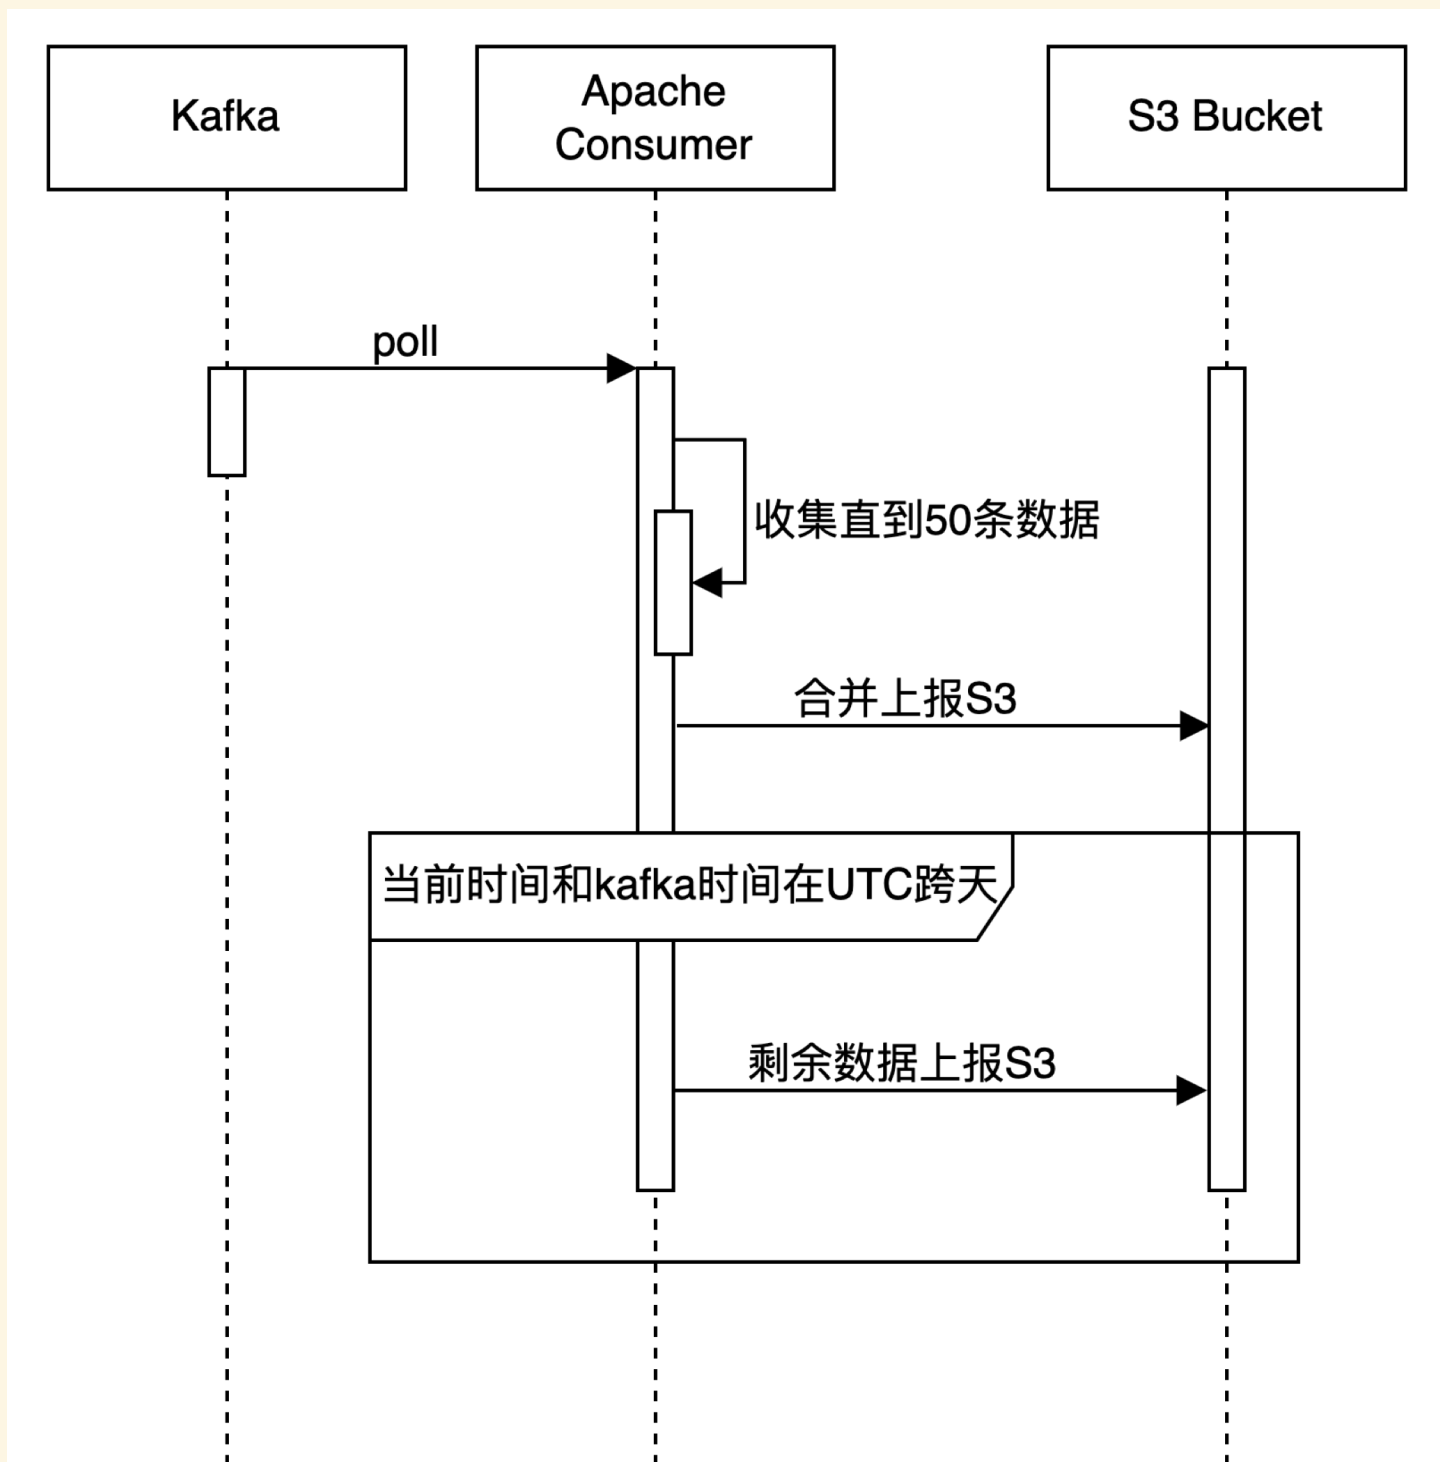 Kafka
Apache
Consumer
S3 Bucket
poll
收集直到50条数据
合并上报S3
当前时间和kafka时间在UTC跨天
剩余数据上报S3